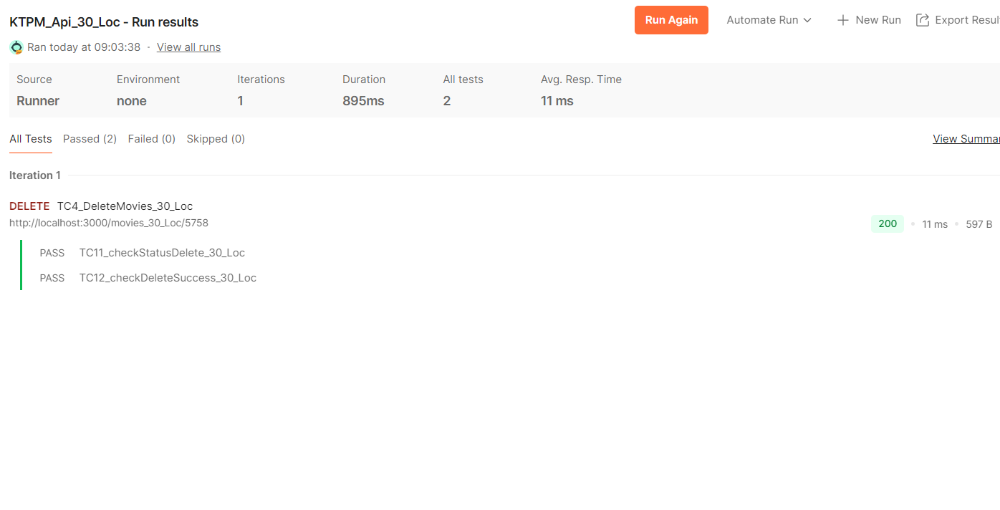 KTPM_Api_30_Loc - Run results
Run Again
Automate Run
New Run
Export Resul
Ran today at 09:03:38 · View all runs
Source Environment Iterations Duration All tests Avg. Resp. Time
Runner none 1 895ms 2 11 ms
All Tests Passed (2) Failed (0) Skipped (0)
View Summar
Iteration 1
DELETE TC4_DeleteMovies_30_Loc
http://localhost:3000/movies_30_Loc/5758
200 • 11 ms • 597 B
PASS TC11_checkStatusDelete_30_Loc
PASS TC12_checkDeleteSuccess_30_Loc